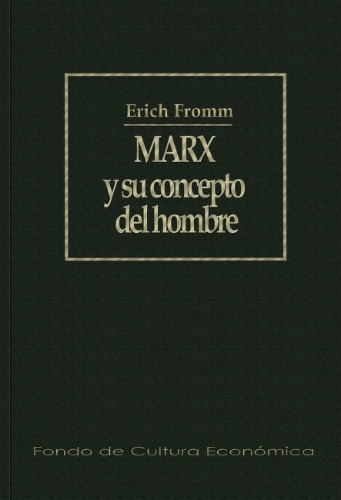 Erich Fromm
MARX
y su concepto
del hombre
Fondo de Cultura Económica